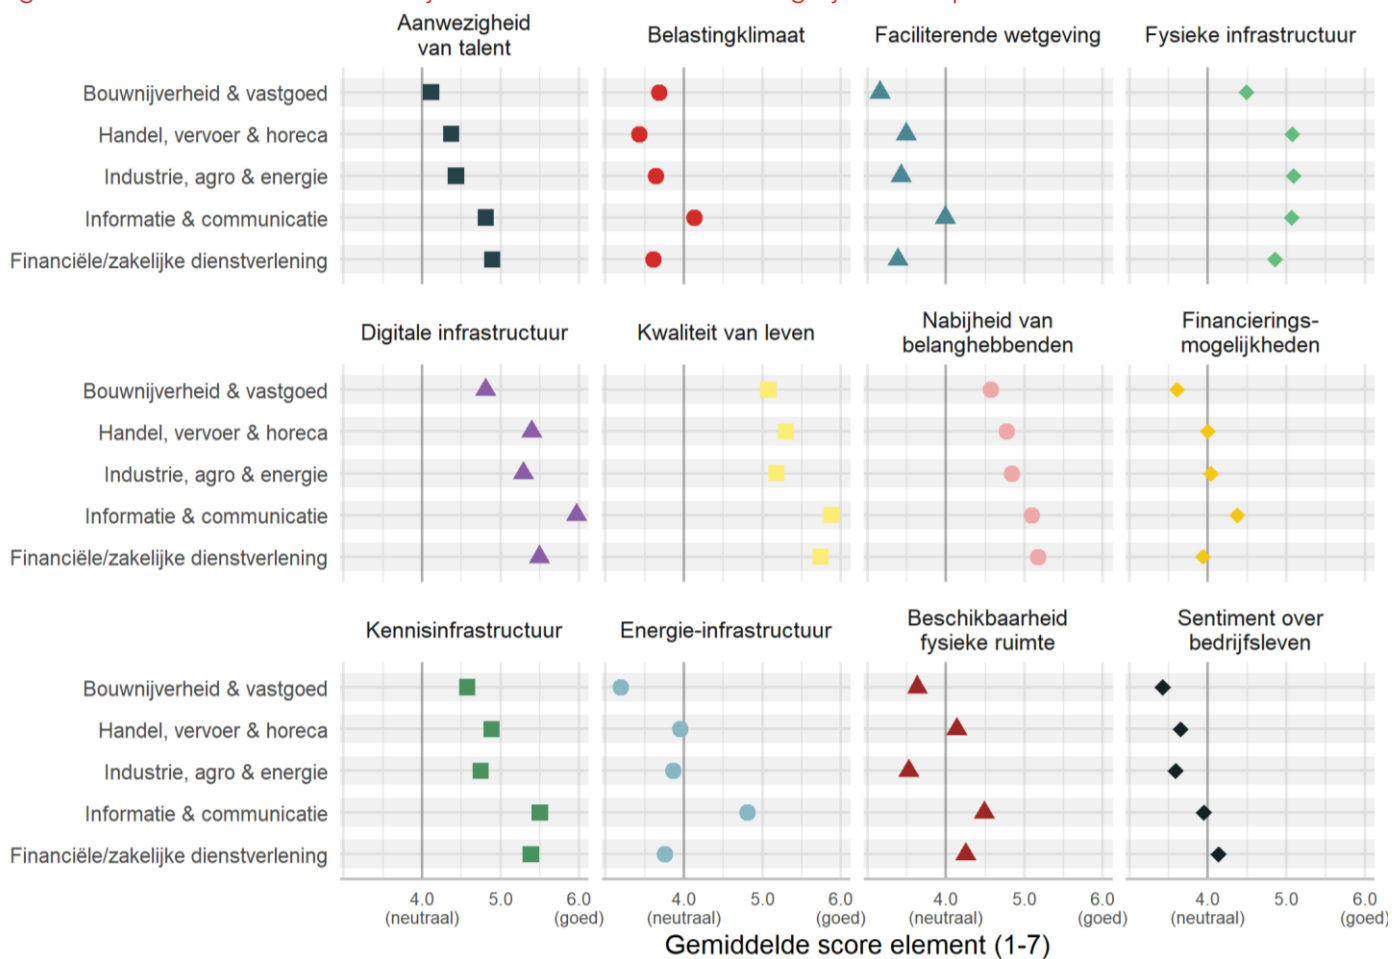 Aanwezigheid
van talent
Belastingklimaat
Faciliterende wetgeving
Fysieke infrastructuur
Bouwnijverheid & vastgoed
Handel, vervoer & horeca
Industrie, agro & energie
Informatie & communicatie
Financiële/zakelijke dienstverlening
Digitale infrastructuur
Kwaliteit van leven
Nabijheid van
belanghebbenden
Financierings-
mogelijkheden
Bouwnijverheid & vastgoed
Handel, vervoer & horeca
Industrie, agro & energie
Informatie & communicatie
Financiële/zakelijke dienstverlening
Kennisinfrastructuur
Energie-infrastructuur
Beschikbaarheid
fysieke ruimte
Sentiment over
bedrijfsleven
Bouwnijverheid & vastgoed
Handel, vervoer & horeca
Industrie, agro & energie
Informatie & communicatie
Financiële/zakelijke dienstverlening
4.0 5.0 6.0 4.0 5.0 6.0 4.0 5.0 6.0 4.0 5.0 6.0
(neutraal) (goed) (neutraal) (goed) (neutraal) (goed) (neutraal) (goed)
Gemiddelde score element (1-7)